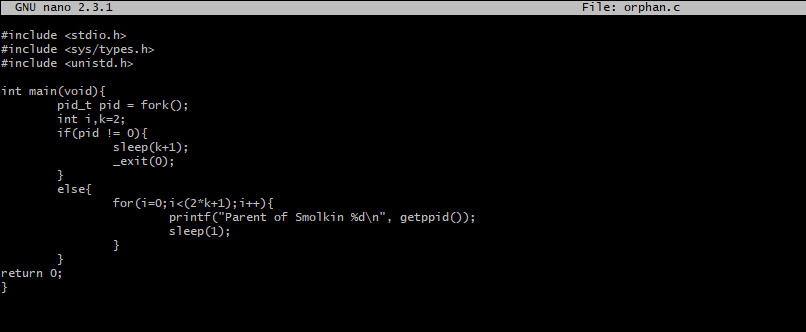 GNU nano 2.3.1 File: orphan.c
#include <stdio.h>
#include <sys/types.h>
#include <unistd.h>
int main(void){
pid_t pid = fork();
int i,k=2;
if(pid != 0){
sleep(k+1);
_exit(0);
}
else{
for(i=0;i<(2*k+1);i++){
printf("Parent of Smolkin %d\n", getppid());
sleep(1);
}
}
return 0;
}